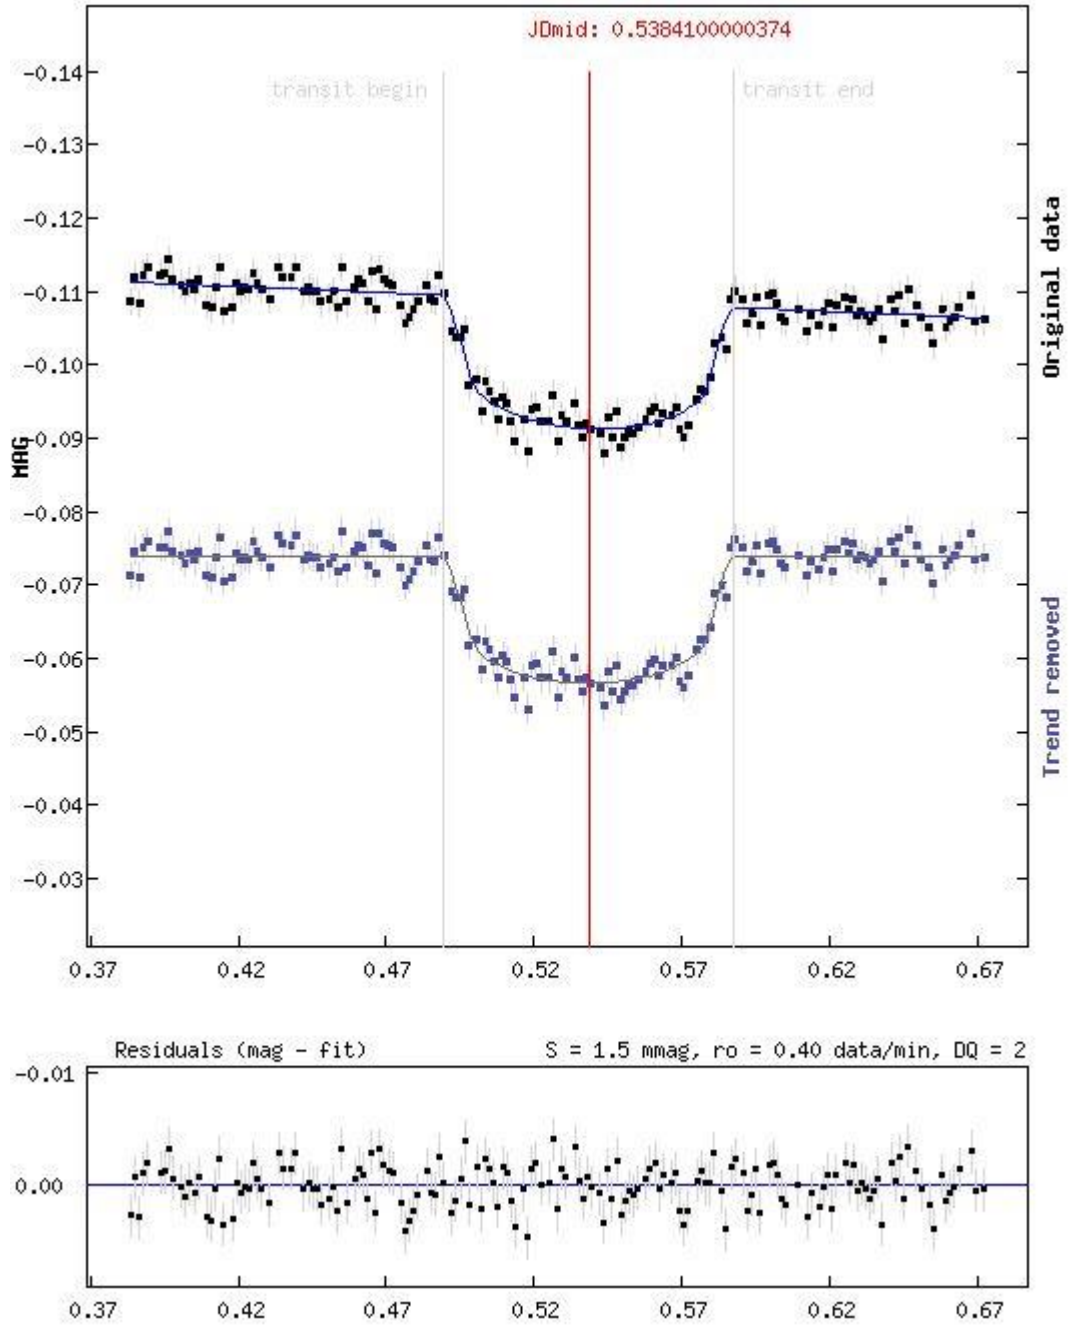 JDmid: 0.5384100000374
transit begin
transit end
-0.14
-0.13
-0.12
-0.11
-0.10
-0.09
-0.08
-0.07
-0.06
-0.05
-0.04
-0.03
MAG
Original data
Trend removed
0.37 0.42 0.47 0.52 0.57 0.62 0.67
Residuals (mag - fit) S = 1.5 mmag, ro = 0.40 data/min, DQ = 2
-0.01
0.00
0.37 0.42 0.47 0.52 0.57 0.62 0.67